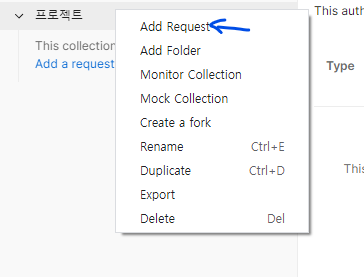 프로젝트
This collection
Add a request
Add Request
Add Folder
Monitor Collection
Mock Collection
Create a fork
Rename Ctrl+E
Duplicate Ctrl+D
Export
Delete Del
This auth
Type
This